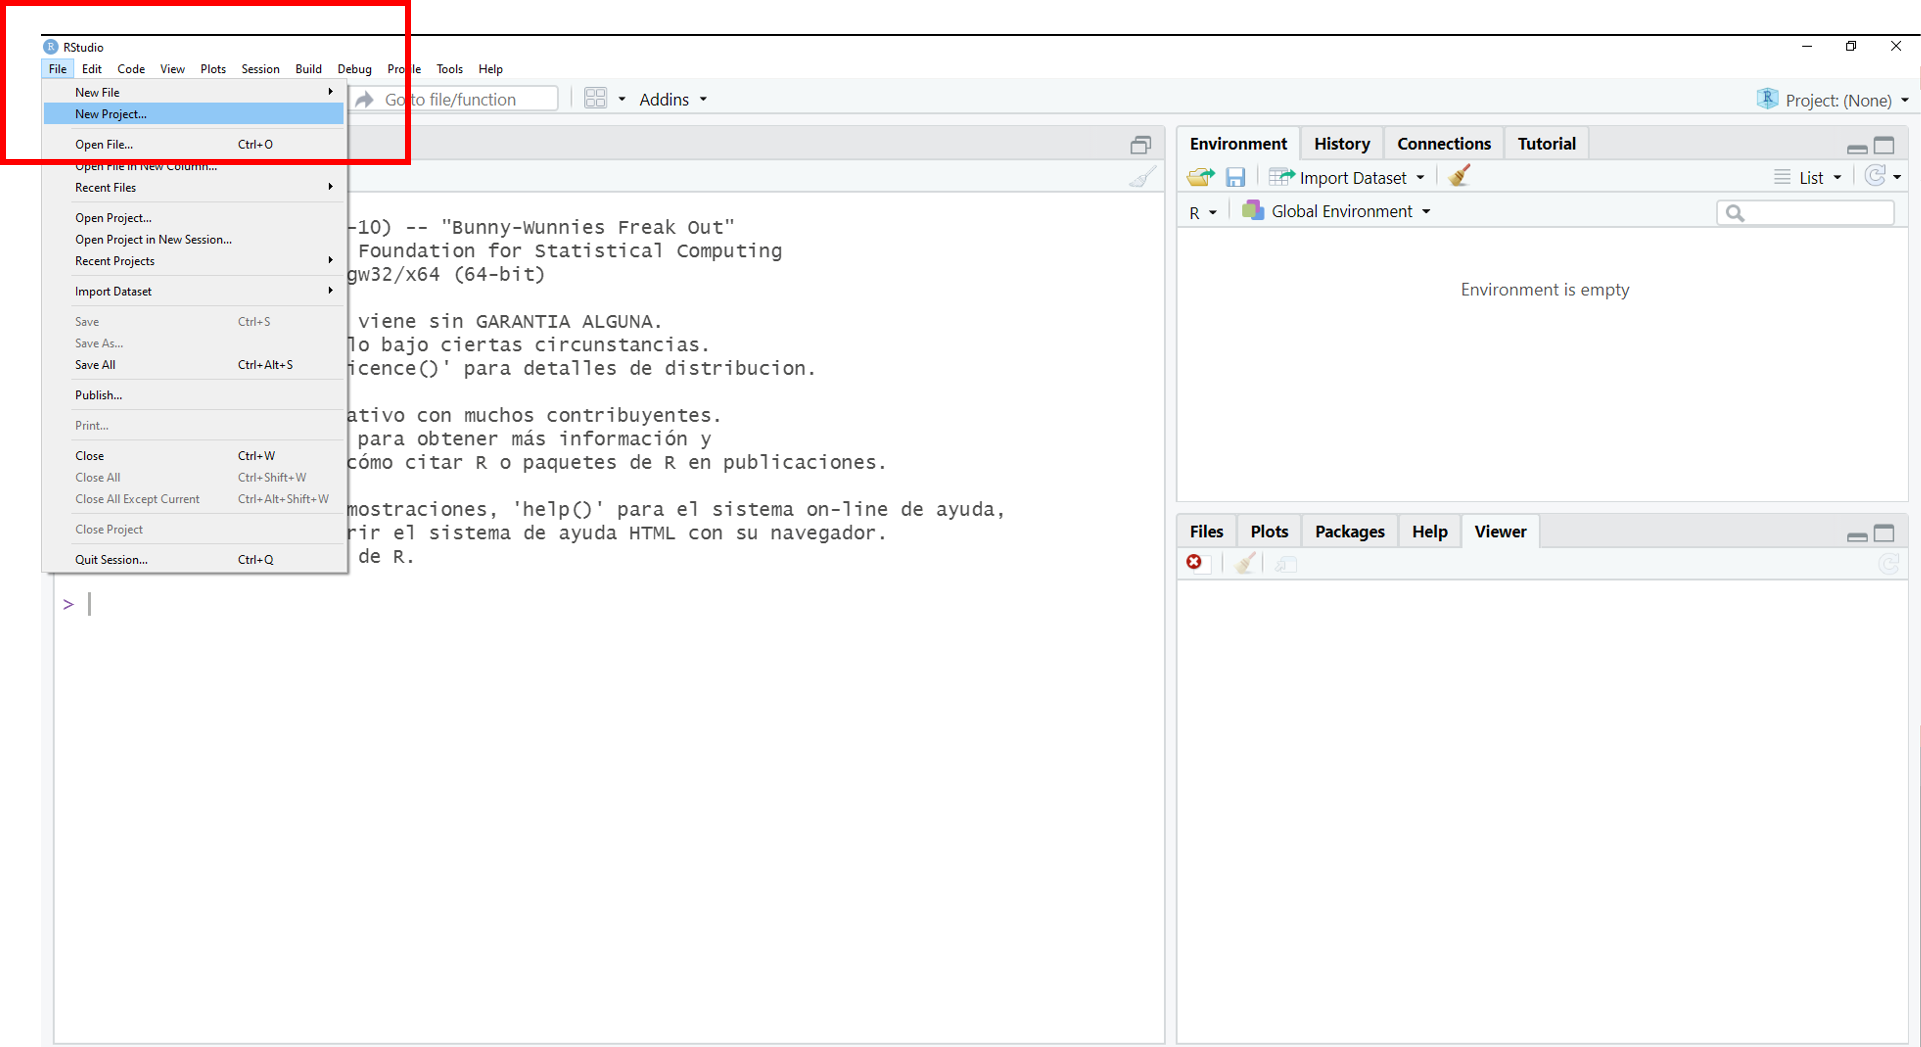 RStudio
File Edit Code View Plots Session Build Debug Profile Tools Help
New File
New Project...
Open File... Ctrl+O
Open File in New Column...
Recent Files
Open Project...
Open Project in New Session...
Recent Projects
Import Dataset
Save Ctrl+S
Save As...
Save All Ctrl+Alt+S
Publish...
Print...
Close Ctrl+W
Close All Ctrl+Shift+W
Close All Except Current Ctrl+Alt+Shift+W
Close Project
Quit Session... Ctrl+Q
Go to file/function Addins
Project: (None)
-10) -- "Bunny-Wunnies Freak Out"
Foundation for Statistical Computing
gw32/x64 (64-bit)
viene sin GARANTIA ALGUNA.
lo bajo ciertas circunstancias.
icence()' para detalles de distribucion.
ativo con muchos contribuyentes.
para obtener más información y
cómo citar R o paquetes de R en publicaciones.
mostraciones, 'help()' para el sistema on-line de ayuda,
rir el sistema de ayuda HTML con su navegador.
de R.
>
Environment History Connections Tutorial
Import Dataset List
R Global Environment
Environment is empty
Files Plots Packages Help Viewer